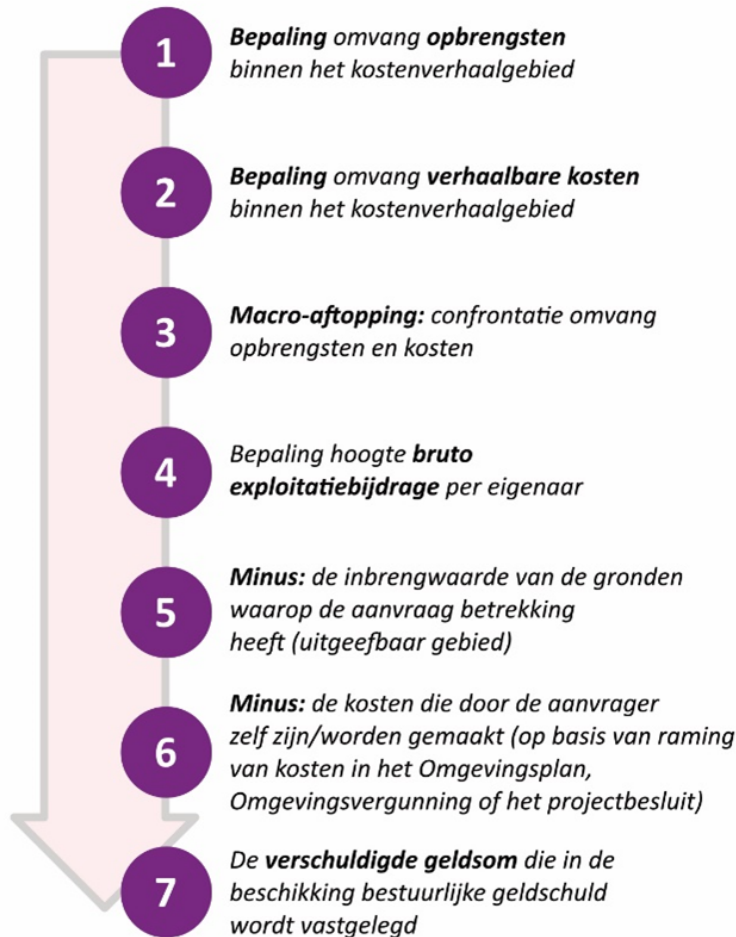 1
Bepaling omvang opbrengsten
binnen het kostenverhaalgebied
2
Bepaling omvang verhaalbare kosten
binnen het kostenverhaalgebied
3
Macro-aftopping: confrontatie omvang
opbrengsten en kosten
4
Bepaling hoogte bruto
exploitatiebijdrage per eigenaar
5
Minus: de inbrengwaarde van de gronden
waarop de aanvraag betrekking
heeft (uitgeefbaar gebied)
6
Minus: de kosten die door de aanvrager
zelf zijn/worden gemaakt (op basis van raming
van kosten in het Omgevingsplan,
Omgevingsvergunning of het projectbesluit)
7
De verschuldigde geldsom die in de
beschikking bestuurlijke geldschuld
wordt vastgelegd